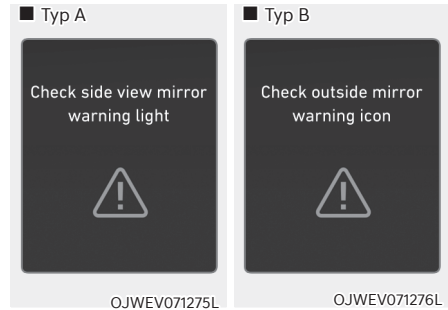 ■ Typ A
Check side view mirror
warning light
OJWEV071275L
■ Typ B
Check outside mirror
warning icon
OJWEV071276L